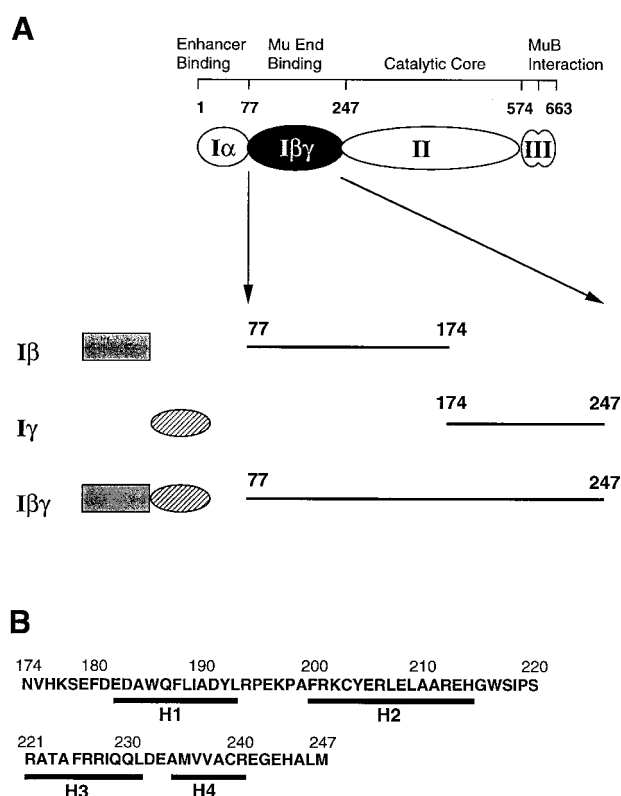 A
Enhancer Binding
Mu End Binding
Catalytic Core
MuB Interaction
1 77 247 574 663
Iα Iβγ II III
Iβ
77 174
Iγ
174 247
Iβγ
77 247
B
174 180 190 200 210 220
NVHKSEFDEDAWQFLIADYLRPEKPAFRKCYERLELAAREHGWSIPS
H1 H2
221 230 240 247
RATAFRRIQQLDEAMVVACREGEHALM
H3 H4